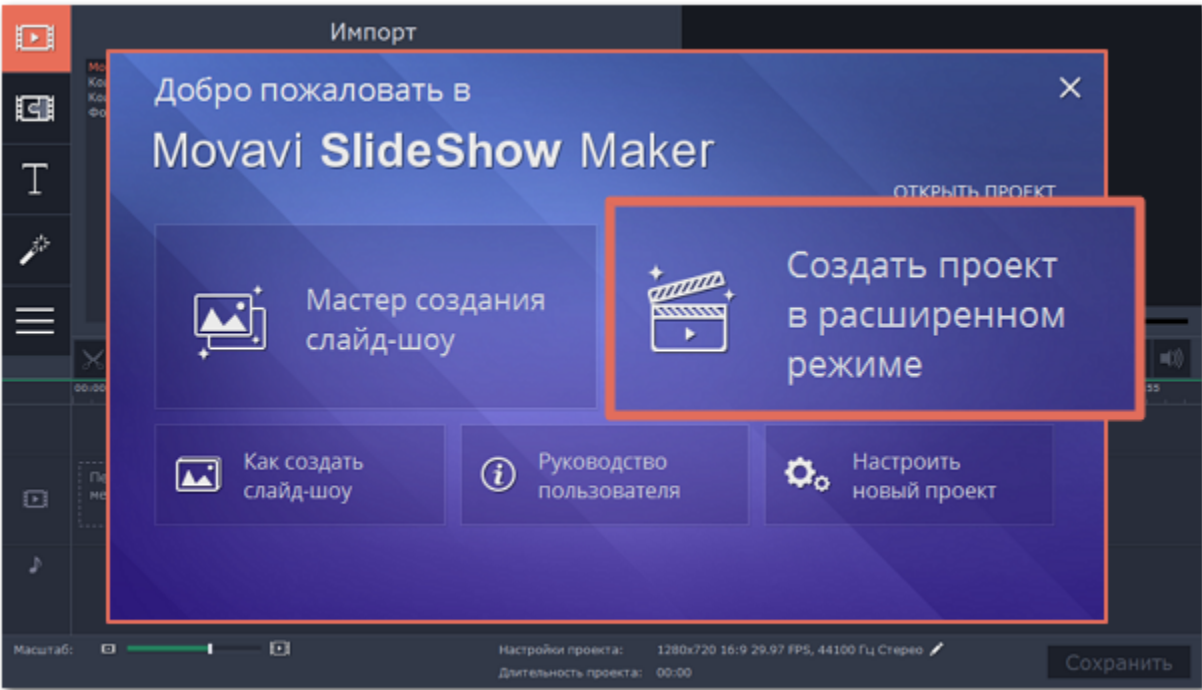 Импорт
Добро пожаловать в
Movavi SlideShow Maker
ОТКРЫТЬ ПРОЕКТ
Мастер создания
слайд-шоу
Создать проект
в расширенном
режиме
Как создать
слайд-шоу
Руководство
пользователя
Настроить
новый проект
Масштаб:
Настройки проекта: 1280x720 16:9 29.97 FPS, 44100 Гц Стерео
Длительность проекта: 00:00
Сохранить